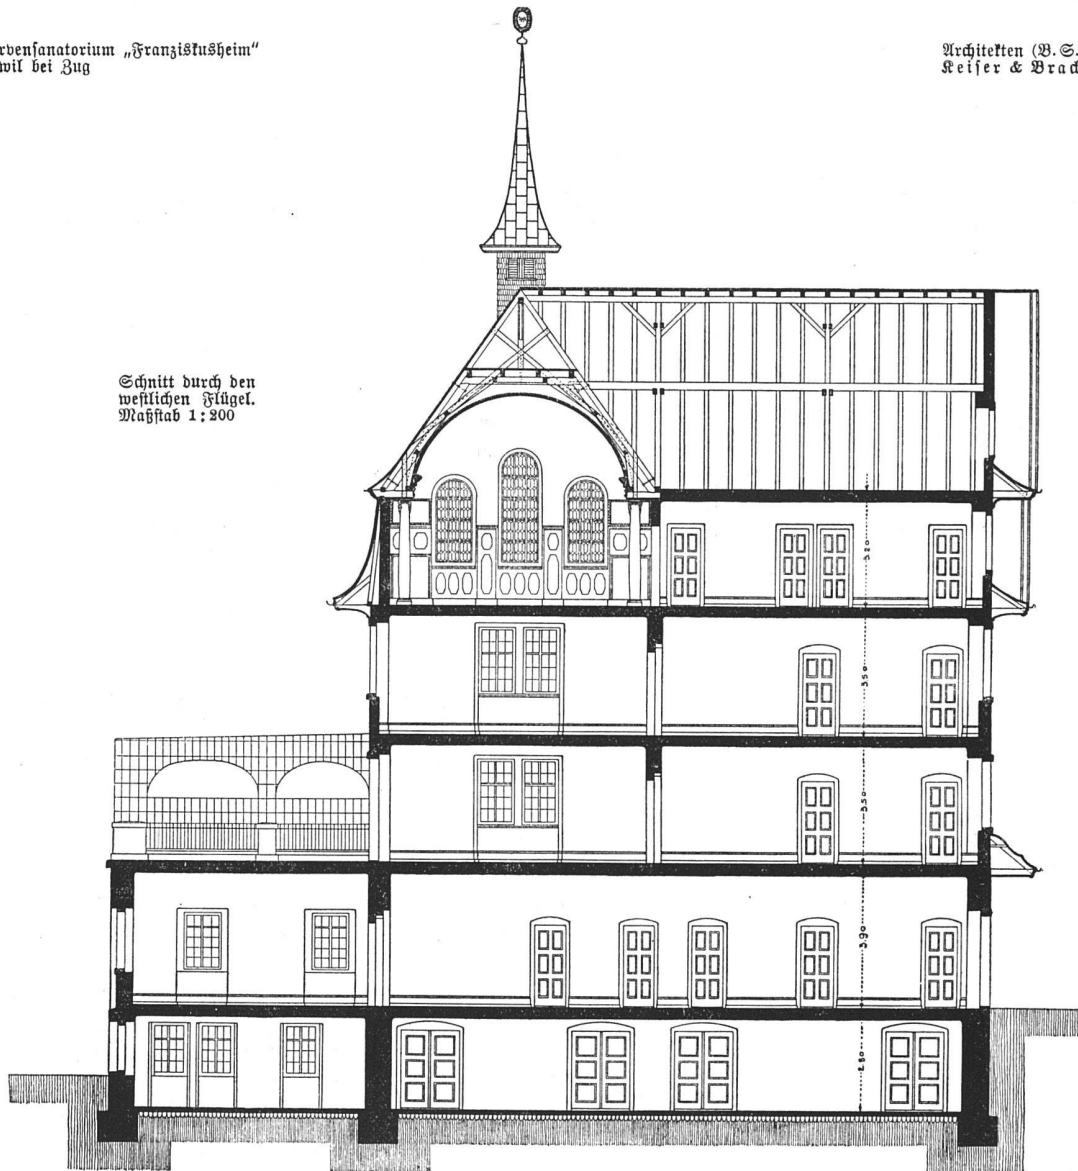 rvensanatorium „Franziskusheim“
wil bei Zug
Architekten (B. S.
Keiser & Brac
Schnitt durch den
westlichen Flügel.
Maßstab 1:200
3.20
3.50
3.50
3.90
2.80